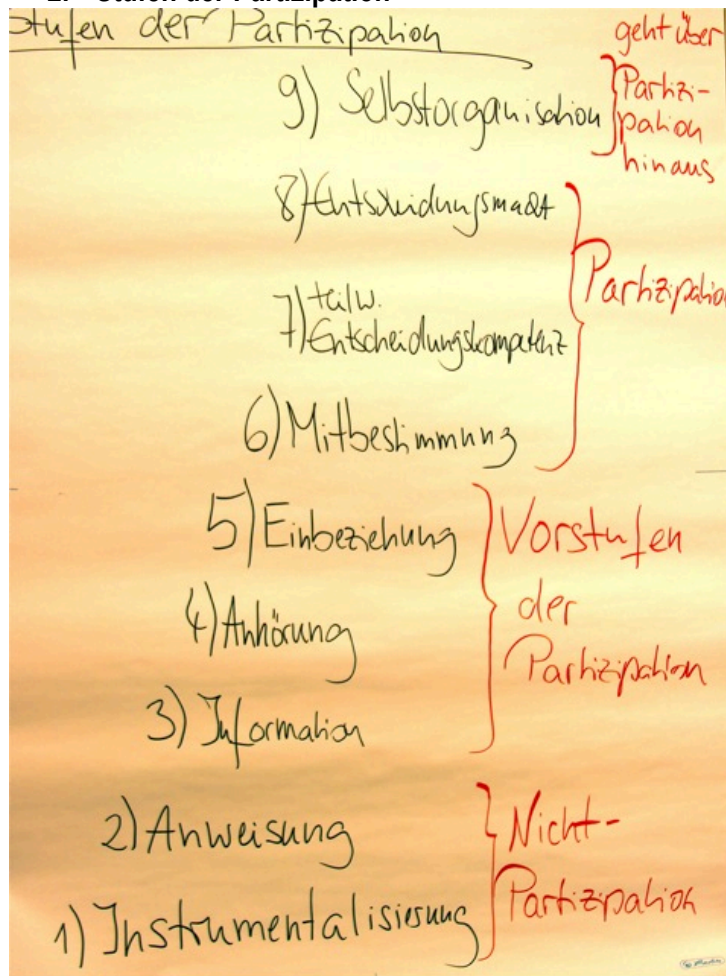 Stufen der Partizipation
geht über
Partizi-
pation
hinaus
9) Selbstorganisation
8) Entscheidungsmacht
Partizipation
7) teilw.
Entscheidungskompetenz
6) Mitbestimmung
5) Einbeziehung
Vorstufen
der
Partizipation
4) Anhörung
3) Information
2) Anweisung
Nicht-
Partizipation
1) Instrumentalisierung